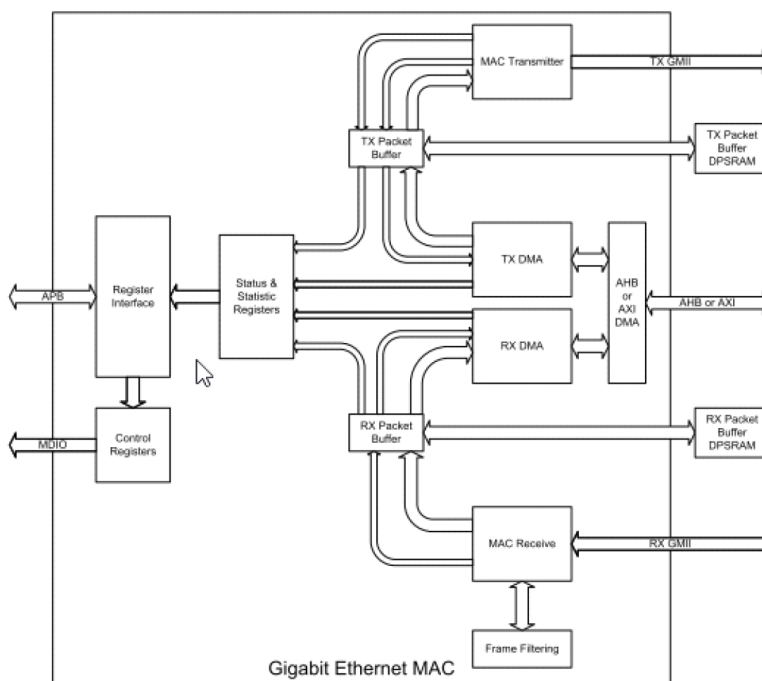 MAC Transmitter
TX GMII
TX Packet
Buffer
TX Packet
Buffer
DPSRAM
Register
Interface
Status &
Statistic
Registers
TX DMA
AHB
or
AXI
DMA
APB
AHB or AXI
RX DMA
Control
Registers
MDIO
RX Packet
Buffer
RX Packet
Buffer
DPSRAM
MAC Receive
RX GMII
Frame Filtering
Gigabit Ethernet MAC